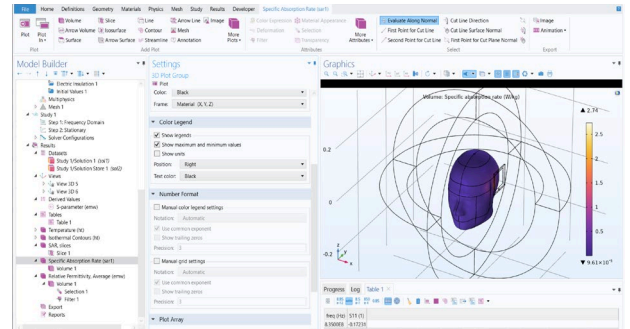 File Home Definitions Geometry Materials Physics Mesh Study Results Developer Specific Absorption Rate (sar1)
Plot
Plot In
Volume
Arrow Volume
Surface
Slice
Isosurface
Arrow Surface
Line
Contour
Streamline
Arrow Line
Mesh
Annotation
Image
More Plots
Color Expression
Deformation
Filter
Material Appearance
Selection
Transparency
More Attributes
Evaluate Along Normal
First Point for Cut Line
Second Point for Cut Line
Cut Line Direction
Cut Line Surface Normal
First Point for Cut Plane Normal
Image
Animation
Plot
Add Plot
Attributes
Select
Export
Model Builder
Electric Insulation 1
Initial Values 1
Multiphysics
Mesh 1
Study 1
Step 1: Frequency Domain
Step 2: Stationary
Solver Configurations
Results
Datasets
Study 1/Solution 1 (sol1)
Study 1/Solution Store 1 (sol2)
Views
View 3D 5
View 3D 6
Derived Values
S-parameter (emw)
Tables
Table 1
Temperature (ht)
Isothermal Contours (ht)
SAR, slices
Slice 1
Specific Absorption Rate (sar1)
Volume 1
Relative Permittivity, Average (emw)
Volume 1
Selection 1
Filter 1
Export
Reports
Settings
3D Plot Group
Plot
Color: Black
Frame: Material (X, Y, Z)
Color Legend
Show legends
Show maximum and minimum values
Show units
Position: Right
Text color: Black
Number Format
Manual color legend settings
Notation: Automatic
Use common exponent
Show trailing zeros
Precision: 3
Manual grid settings
Notation: Automatic
Use common exponent
Show trailing zeros
Precision: 3
Plot Array
Graphics
Volume: Specific absorption rate (W/kg)
▲ 2.74
2.5
2
1.5
1
0.5
0.2
0
-0.2
z
y
x
Progress Log Table 1
freq (Hz) S11 (1)